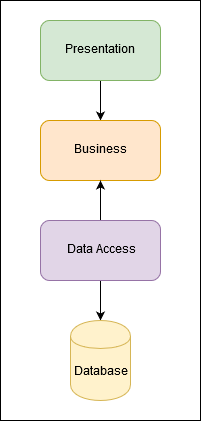 Presentation
Business
Data Access
Database